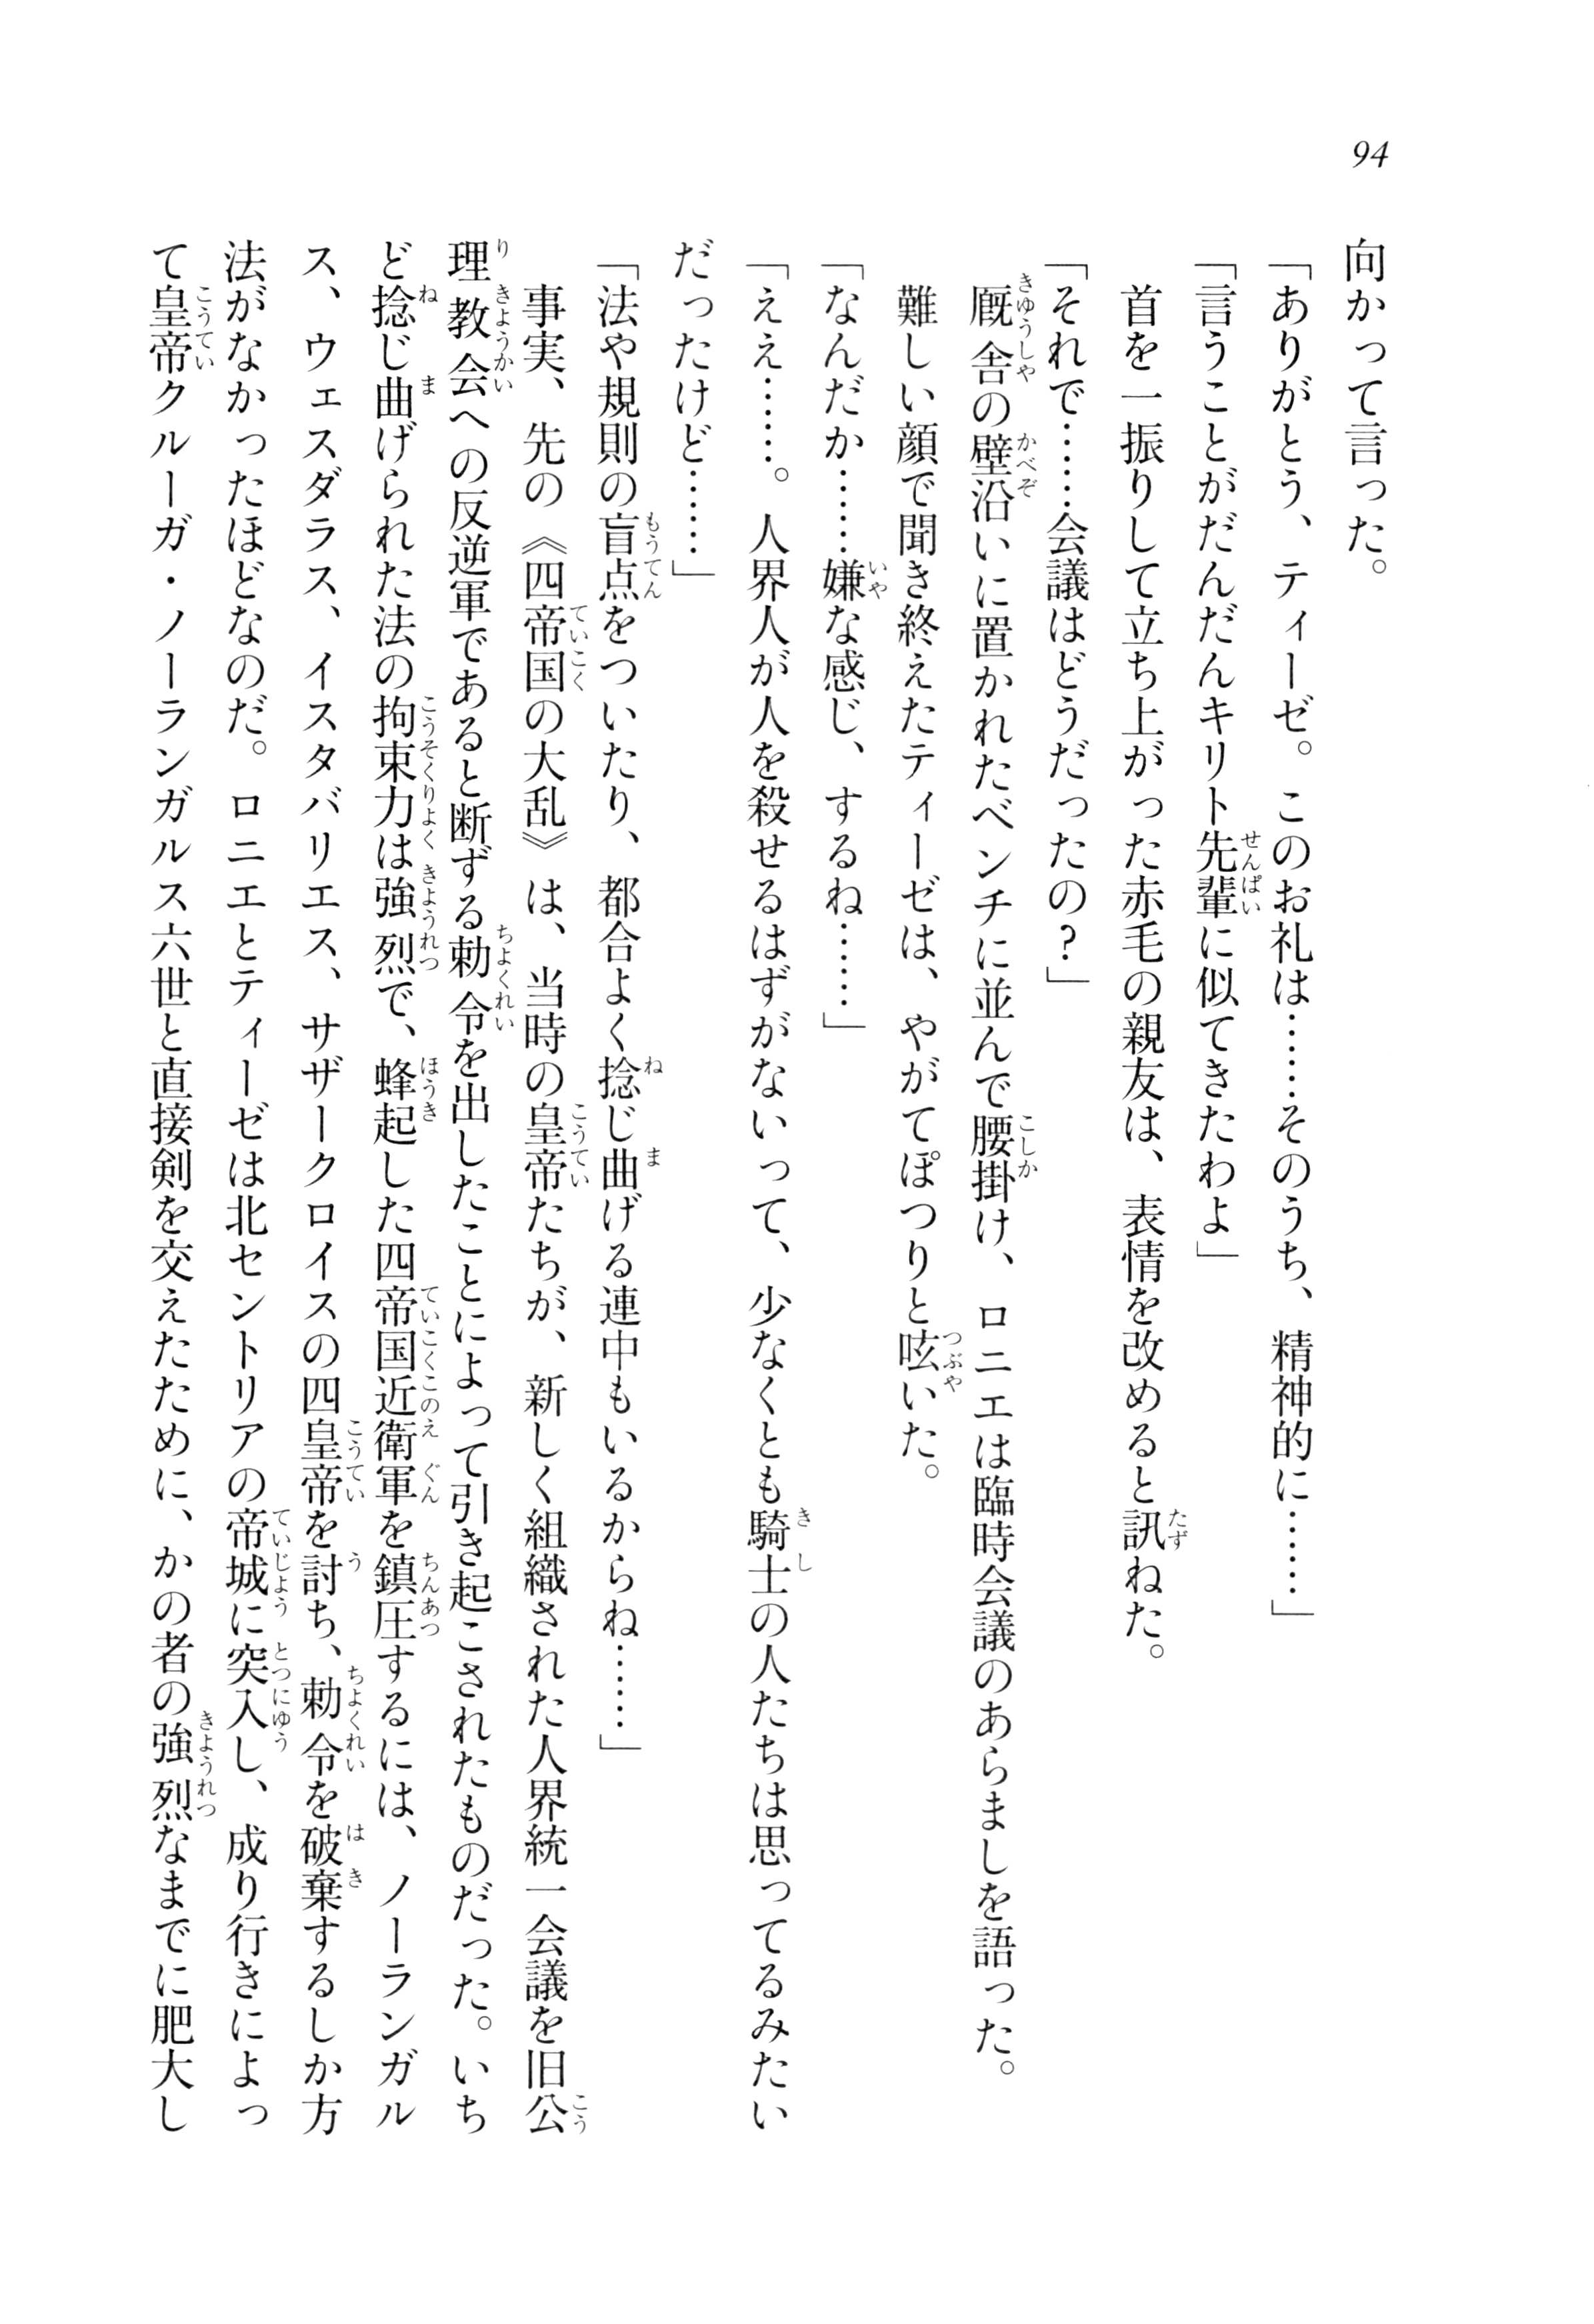 94
向かって言った。
「ありがとう、ティーゼ。このお礼は……そのうち、精神的に……」
「言うことがだんだんキリト先輩に似てきたわよ」
首を一振りして立ち上がった赤毛の親友は、表情を改めると訊ねた。
「それで……会議はどうだったの？」
厩舎の壁沿いに置かれたベンチに並んで腰掛け、ロニエは臨時会議のあらましを語った。
難しい顔で聞き終えたティーゼは、やがてぽつりと呟いた。
「なんだか……嫌な感じ、するね……」
「ええ……。人界人が人を殺せるはずがないって、少なくとも騎士の人たちは思ってるみたい
だったけど……」
「法や規則の盲点をついたり、都合よく捻じ曲げる連中もいるからね……」
事実、先の《四帝国の大乱》は、当時の皇帝たちが、新しく組織された人界統一会議を旧公
理教会への反逆軍であると断ずる勅令を出したことによって引き起こされたものだった。いち
ど捻じ曲げられた法の拘束力は強烈で、蜂起した四帝国近衛軍を鎮圧するには、ノーランガル
ス、ウェスダラス、イスタバリエス、サザークロイスの四皇帝を討ち、勅令を破棄するしか方
法がなかったほどなのだ。ロニエとティーゼは北セントリアの帝城に突入し、成り行きによっ
て皇帝クルーガ・ノーランガルス六世と直接剣を交えたために、かの者の強烈なまでに肥大し